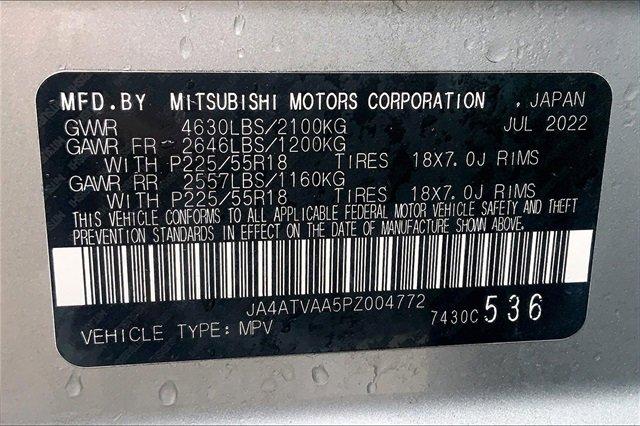 MFD.BY MITSUBISHI MOTORS CORPORATION , JAPAN
GVWR 4630LBS/2100KG JUL 2022
GAWR FR- 2646LBS/1200KG
WITH P225/55R18 TIRES 18X7.0J RIMS
GAWR RR 2557LBS/1160KG
WITH P225/55R18 TIRES 18X7.0J RIMS
THIS VEHICLE CONFORMS TO ALL APPLICABLE FEDERAL MOTOR VEHICLE SAFETY AND THEFT
PREVENTION STANDARDS IN EFFECT ON THE DATE OF MANUFACTURE SHOWN ABOVE.
JA4ATVAA5PZ004772
VEHICLE TYPE: MPV 7430C 536